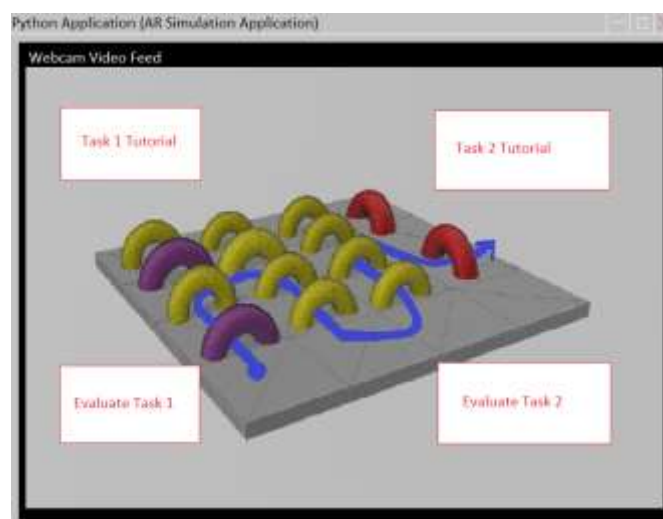 Python Application (AR Simulation Application)
Webcam Video Feed
Task 1 Tutorial
Task 2 Tutorial
Evaluate Task 1
Evaluate Task 2